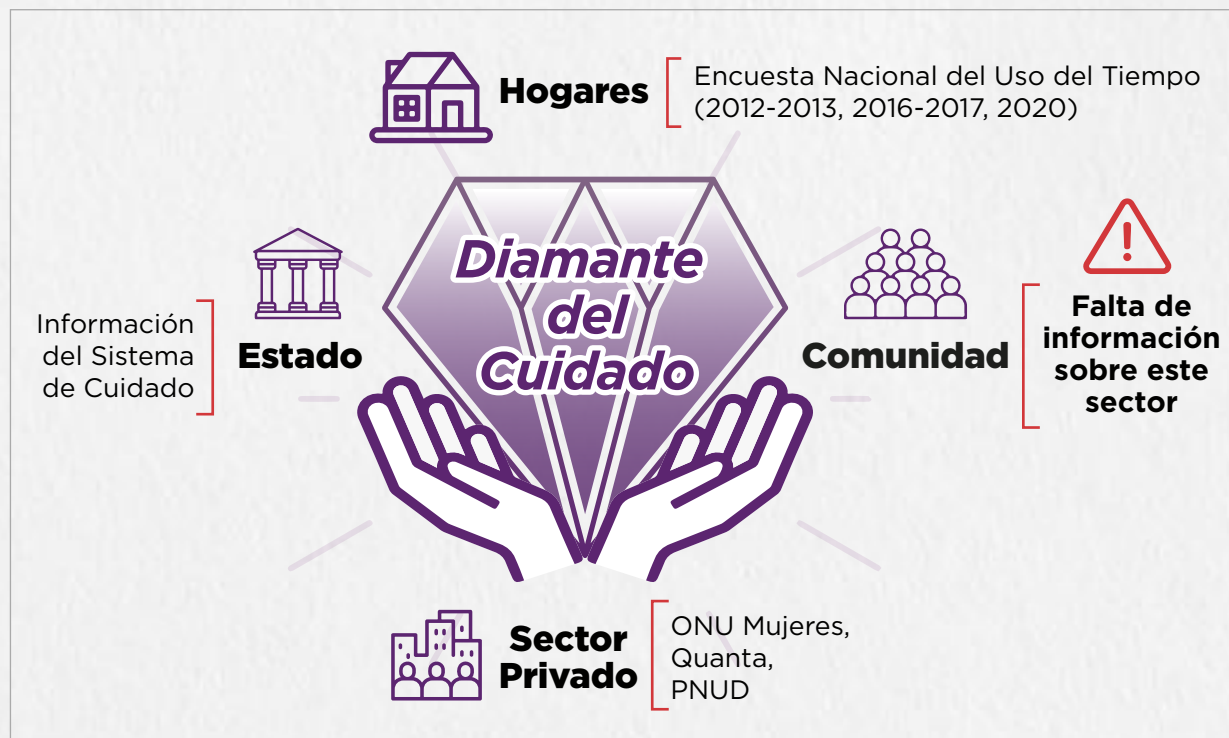 Hogares
Encuesta Nacional del Uso del Tiempo
(2012-2013, 2016-2017, 2020)
Diamante
del
Cuidado
Información
del Sistema
de Cuidado
Estado
Comunidad
Falta de
información
sobre este
sector
Sector
Privado
ONU Mujeres,
Quanta,
PNUD